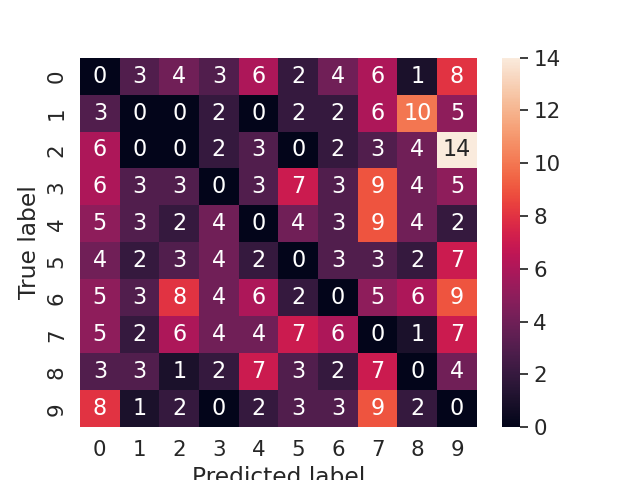 0 0 3 4 3 6 2 4 6 1 8
1 3 0 0 2 0 2 2 6 10 5
2 6 0 0 2 3 0 2 3 4 14
3 6 3 3 0 3 7 3 9 4 5
4 5 3 2 4 0 4 3 9 4 2
5 4 2 3 4 2 0 3 3 2 7
6 5 3 8 4 6 2 0 5 6 9
7 5 2 6 4 4 7 6 0 1 7
8 3 3 1 2 7 3 2 7 0 4
9 8 1 2 0 2 3 3 9 2 0
0 1 2 3 4 5 6 7 8 9
Predicted label
True label
14
12
10
8
6
4
2
0